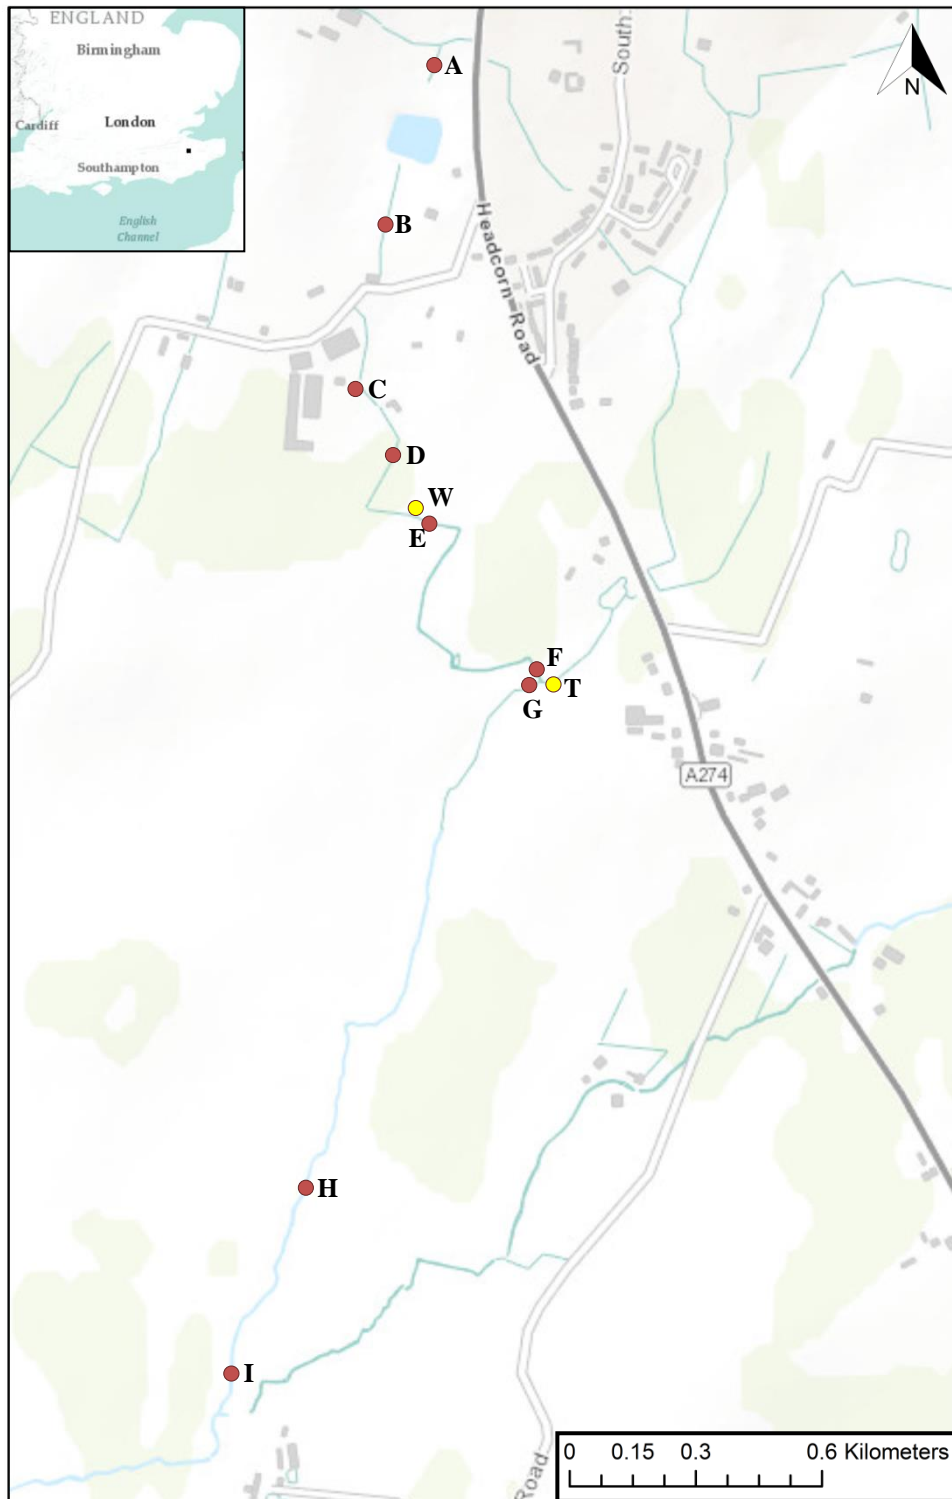 ENGLAND
Birmingham
Cardiff
London
Southampton
English
Channel
South
N
A
B
Headcorn Road
C
D
W
E
F
T
G
A274
H
I
Road
0 0.15 0.3 0.6 Kilometers